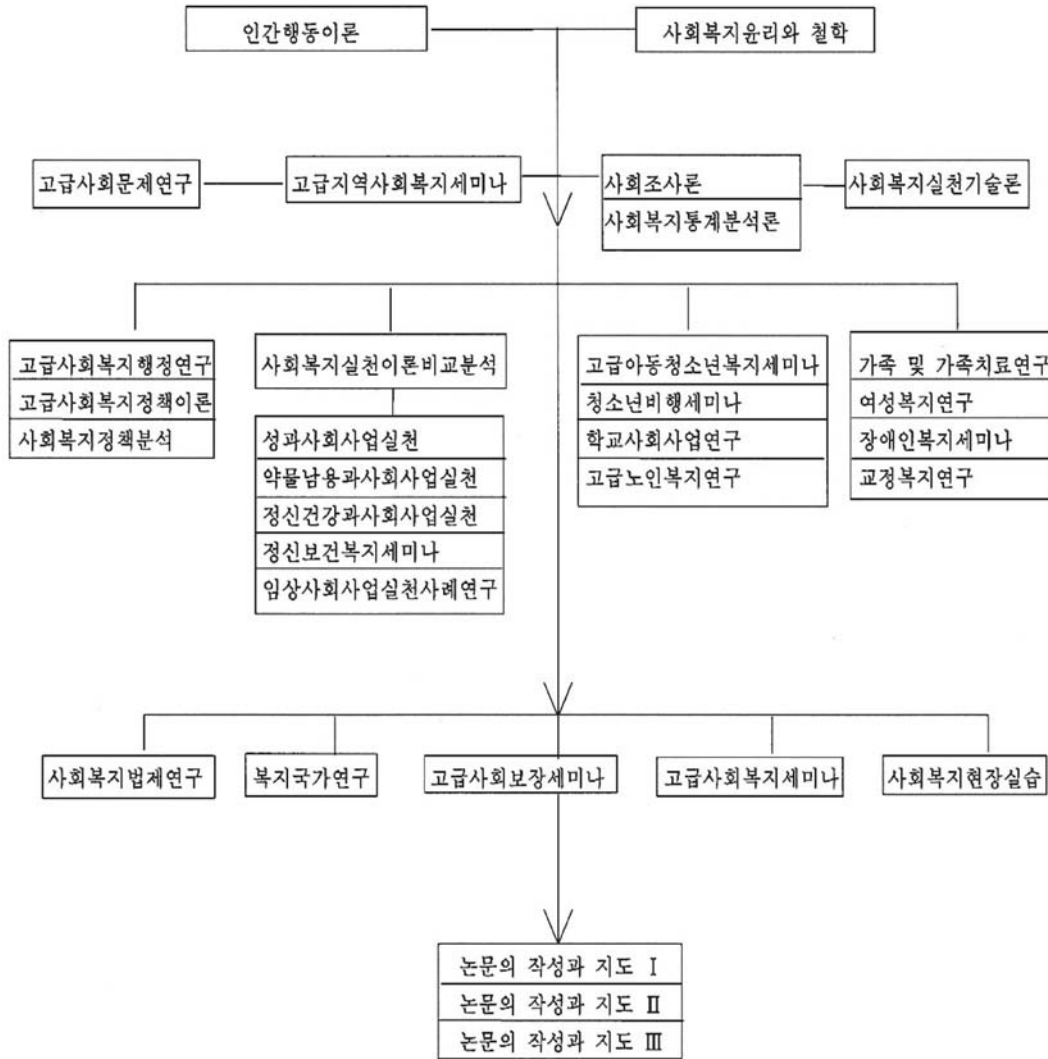 인간행동이론
사회복지윤리와 철학
고급사회문제연구
고급지역사회복지세미나
사회조사론
사회복지통계분석론
사회복지실천기술론
고급사회복지행정연구
고급사회복지정책이론
사회복지정책분석
사회복지실천이론비교분석
성과사회사업실천
약물남용과사회사업실천
정신건강과사회사업실천
정신보건복지세미나
임상사회사업실천사례연구
고급아동청소년복지세미나
청소년비행세미나
학교사회사업연구
고급노인복지연구
가족 및 가족치료연구
여성복지연구
장애인복지세미나
교정복지연구
사회복지법제연구
복지국가연구
고급사회보장세미나
고급사회복지세미나
사회복지현장실습
논문의 작성과 지도 Ⅰ
논문의 작성과 지도 Ⅱ
논문의 작성과 지도 Ⅲ